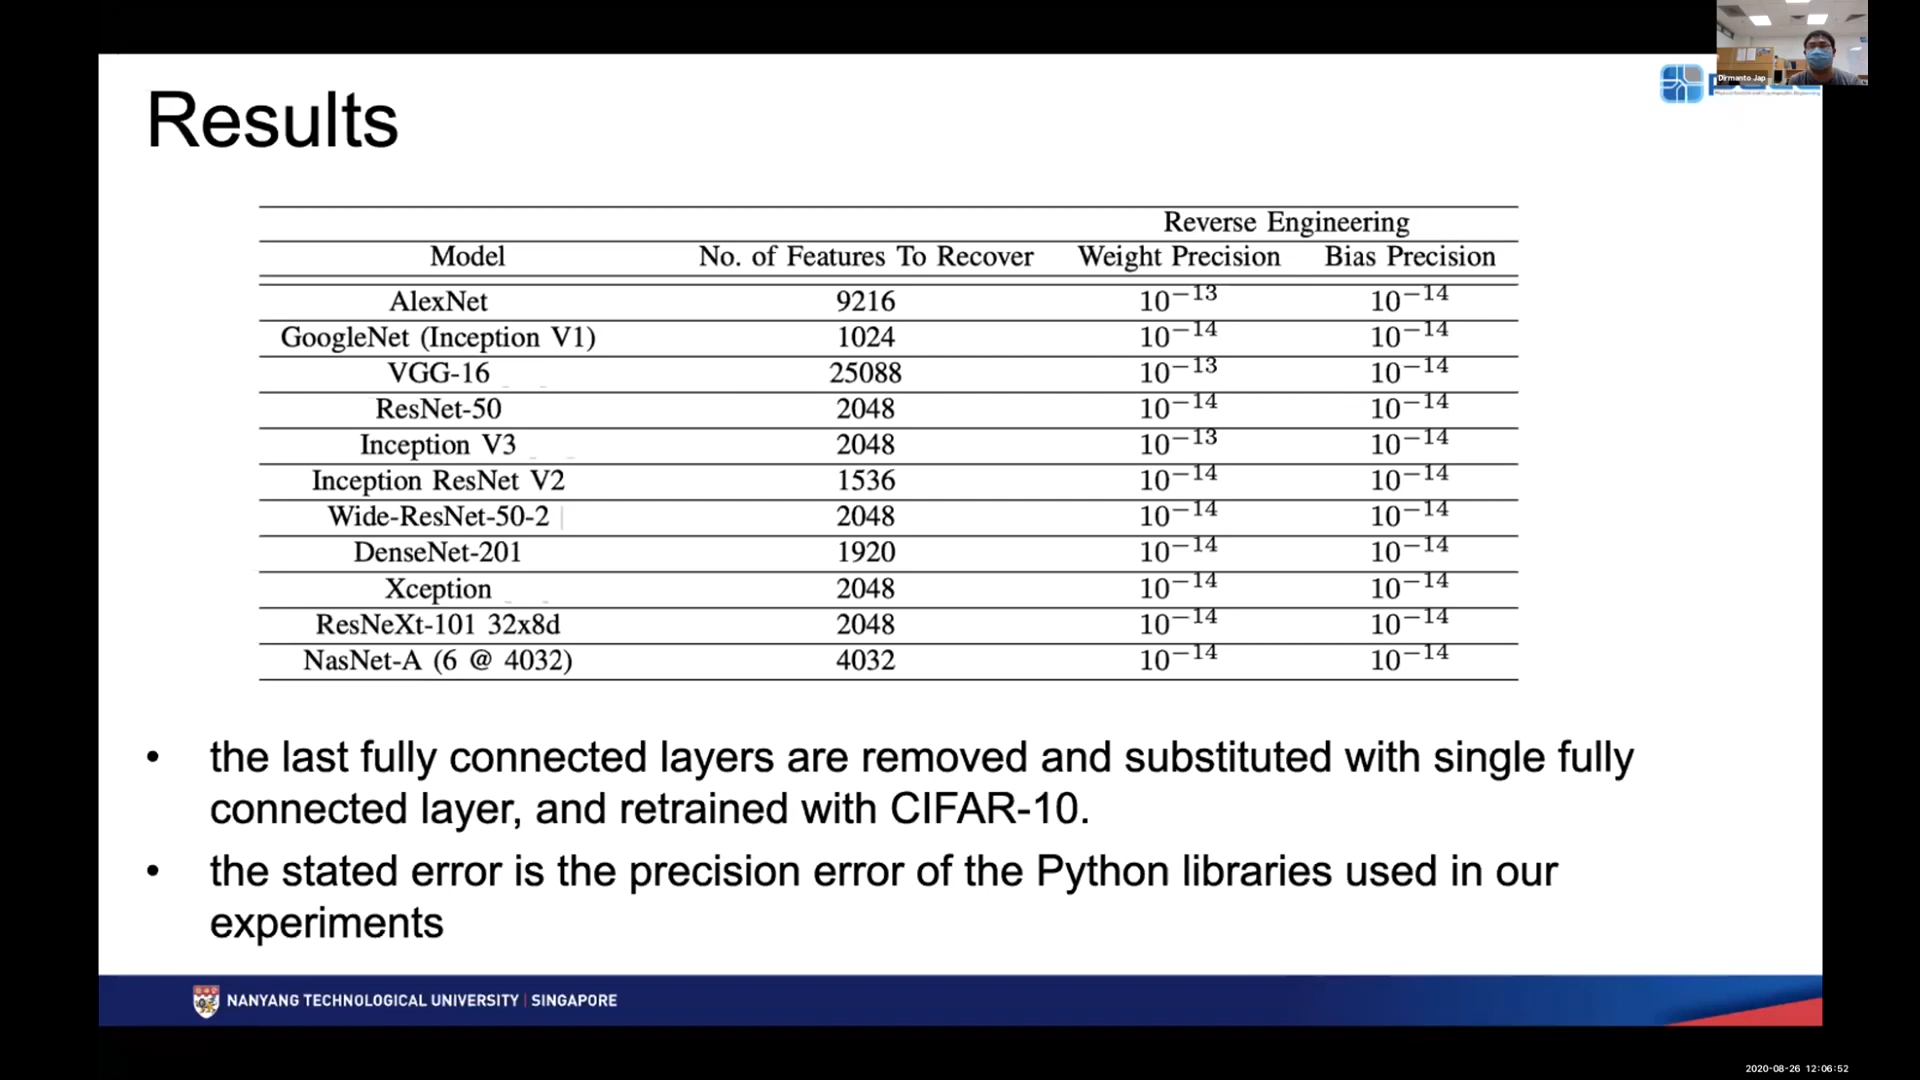 Dirmanto Jap
Results
Reverse Engineering
Model No. of Features To Recover Weight Precision Bias Precision
AlexNet 9216 10⁻¹³ 10⁻¹⁴
GoogleNet (Inception V1) 1024 10⁻¹⁴ 10⁻¹⁴
VGG-16 25088 10⁻¹³ 10⁻¹⁴
ResNet-50 2048 10⁻¹⁴ 10⁻¹⁴
Inception V3 2048 10⁻¹³ 10⁻¹⁴
Inception ResNet V2 1536 10⁻¹⁴ 10⁻¹⁴
Wide-ResNet-50-2 2048 10⁻¹⁴ 10⁻¹⁴
DenseNet-201 1920 10⁻¹⁴ 10⁻¹⁴
Xception 2048 10⁻¹⁴ 10⁻¹⁴
ResNeXt-101 32x8d 2048 10⁻¹⁴ 10⁻¹⁴
NasNet-A (6 @ 4032) 4032 10⁻¹⁴ 10⁻¹⁴
• the last fully connected layers are removed and substituted with single fully
connected layer, and retrained with CIFAR-10.
• the stated error is the precision error of the Python libraries used in our
experiments
NANYANG TECHNOLOGICAL UNIVERSITY | SINGAPORE
2020-08-26 12:06:52